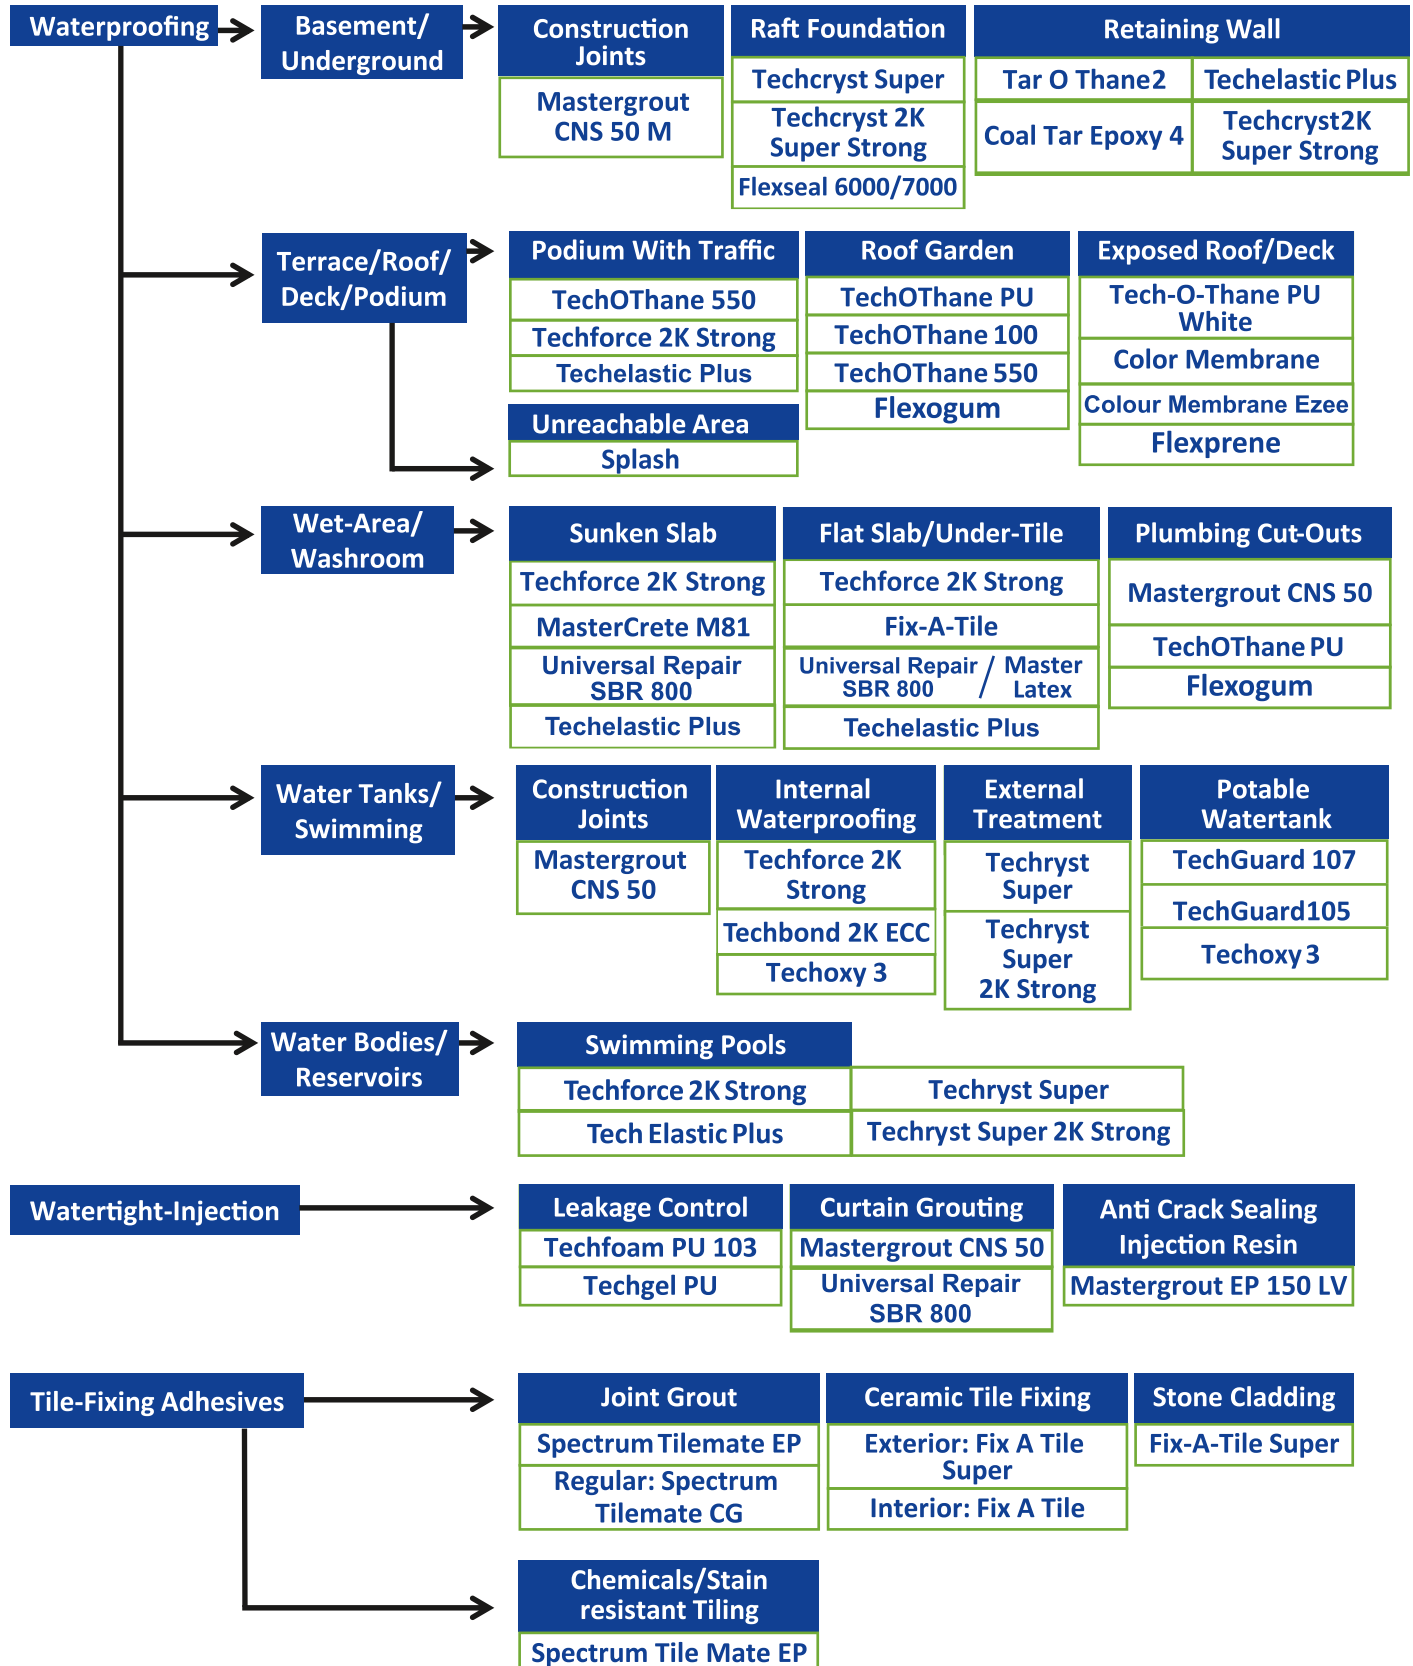 Waterproofing
Basement/
Underground
Construction
Joints
Mastergrout
CNS 50 M
Raft Foundation
Techcryst Super
Techcryst 2K
Super Strong
Flexseal 6000/7000
Retaining Wall
Tar O Thane2
Techelastic Plus
Coal Tar Epoxy 4
Techcryst2K
Super Strong
Terrace/Roof/
Deck/Podium
Podium With Traffic
TechOThane 550
Techforce 2K Strong
Techelastic Plus
Unreachable Area
Splash
Roof Garden
TechOThane PU
TechOThane 100
TechOThane 550
Flexogum
Exposed Roof/Deck
Tech-O-Thane PU
White
Color Membrane
Colour Membrane Ezee
Flexprene
Wet-Area/
Washroom
Sunken Slab
Techforce 2K Strong
MasterCrete M81
Universal Repair
SBR 800
Techelastic Plus
Flat Slab/Under-Tile
Techforce 2K Strong
Fix-A-Tile
Universal Repair / Master
SBR 800 Latex
Techelastic Plus
Plumbing Cut-Outs
Mastergrout CNS 50
TechOThane PU
Flexogum
Water Tanks/
Swimming
Construction
Joints
Mastergrout
CNS 50
Internal
Waterproofing
Techforce 2K
Strong
Techbond 2K ECC
Techoxy 3
External
Treatment
Techryst
Super
Techryst
Super
2K Strong
Potable
Watertank
TechGuard 107
TechGuard105
Techoxy 3
Water Bodies/
Reservoirs
Swimming Pools
Techforce 2K Strong
Techryst Super
Tech Elastic Plus
Techryst Super 2K Strong
Watertight-Injection
Leakage Control
Techfoam PU 103
Techgel PU
Curtain Grouting
Mastergrout CNS 50
Universal Repair
SBR 800
Anti Crack Sealing
Injection Resin
Mastergrout EP 150 LV
Tile-Fixing Adhesives
Joint Grout
Spectrum Tilemate EP
Regular: Spectrum
Tilemate CG
Ceramic Tile Fixing
Exterior: Fix A Tile
Super
Interior: Fix A Tile
Stone Cladding
Fix-A-Tile Super
Chemicals/Stain
resistant Tiling
Spectrum Tile Mate EP